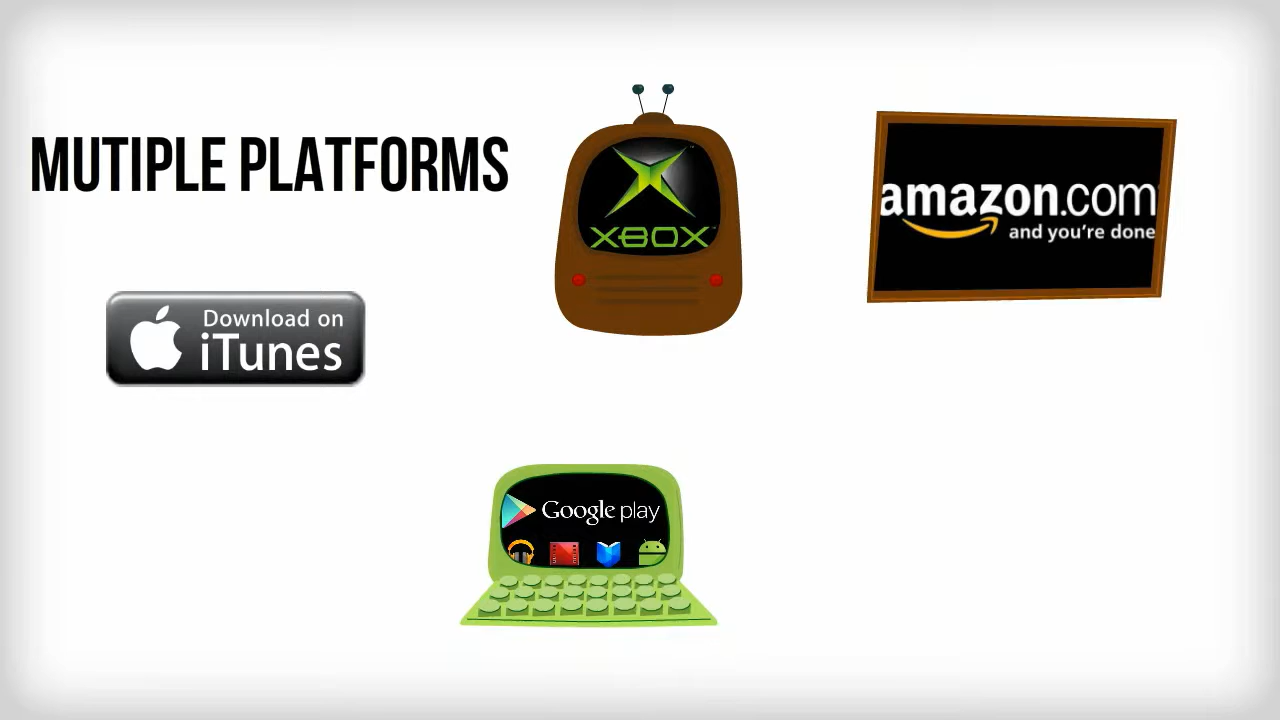 MUTIPLE PLATFORMS
XBOX
amazon.com
and you're done
Download on
iTunes
Google play